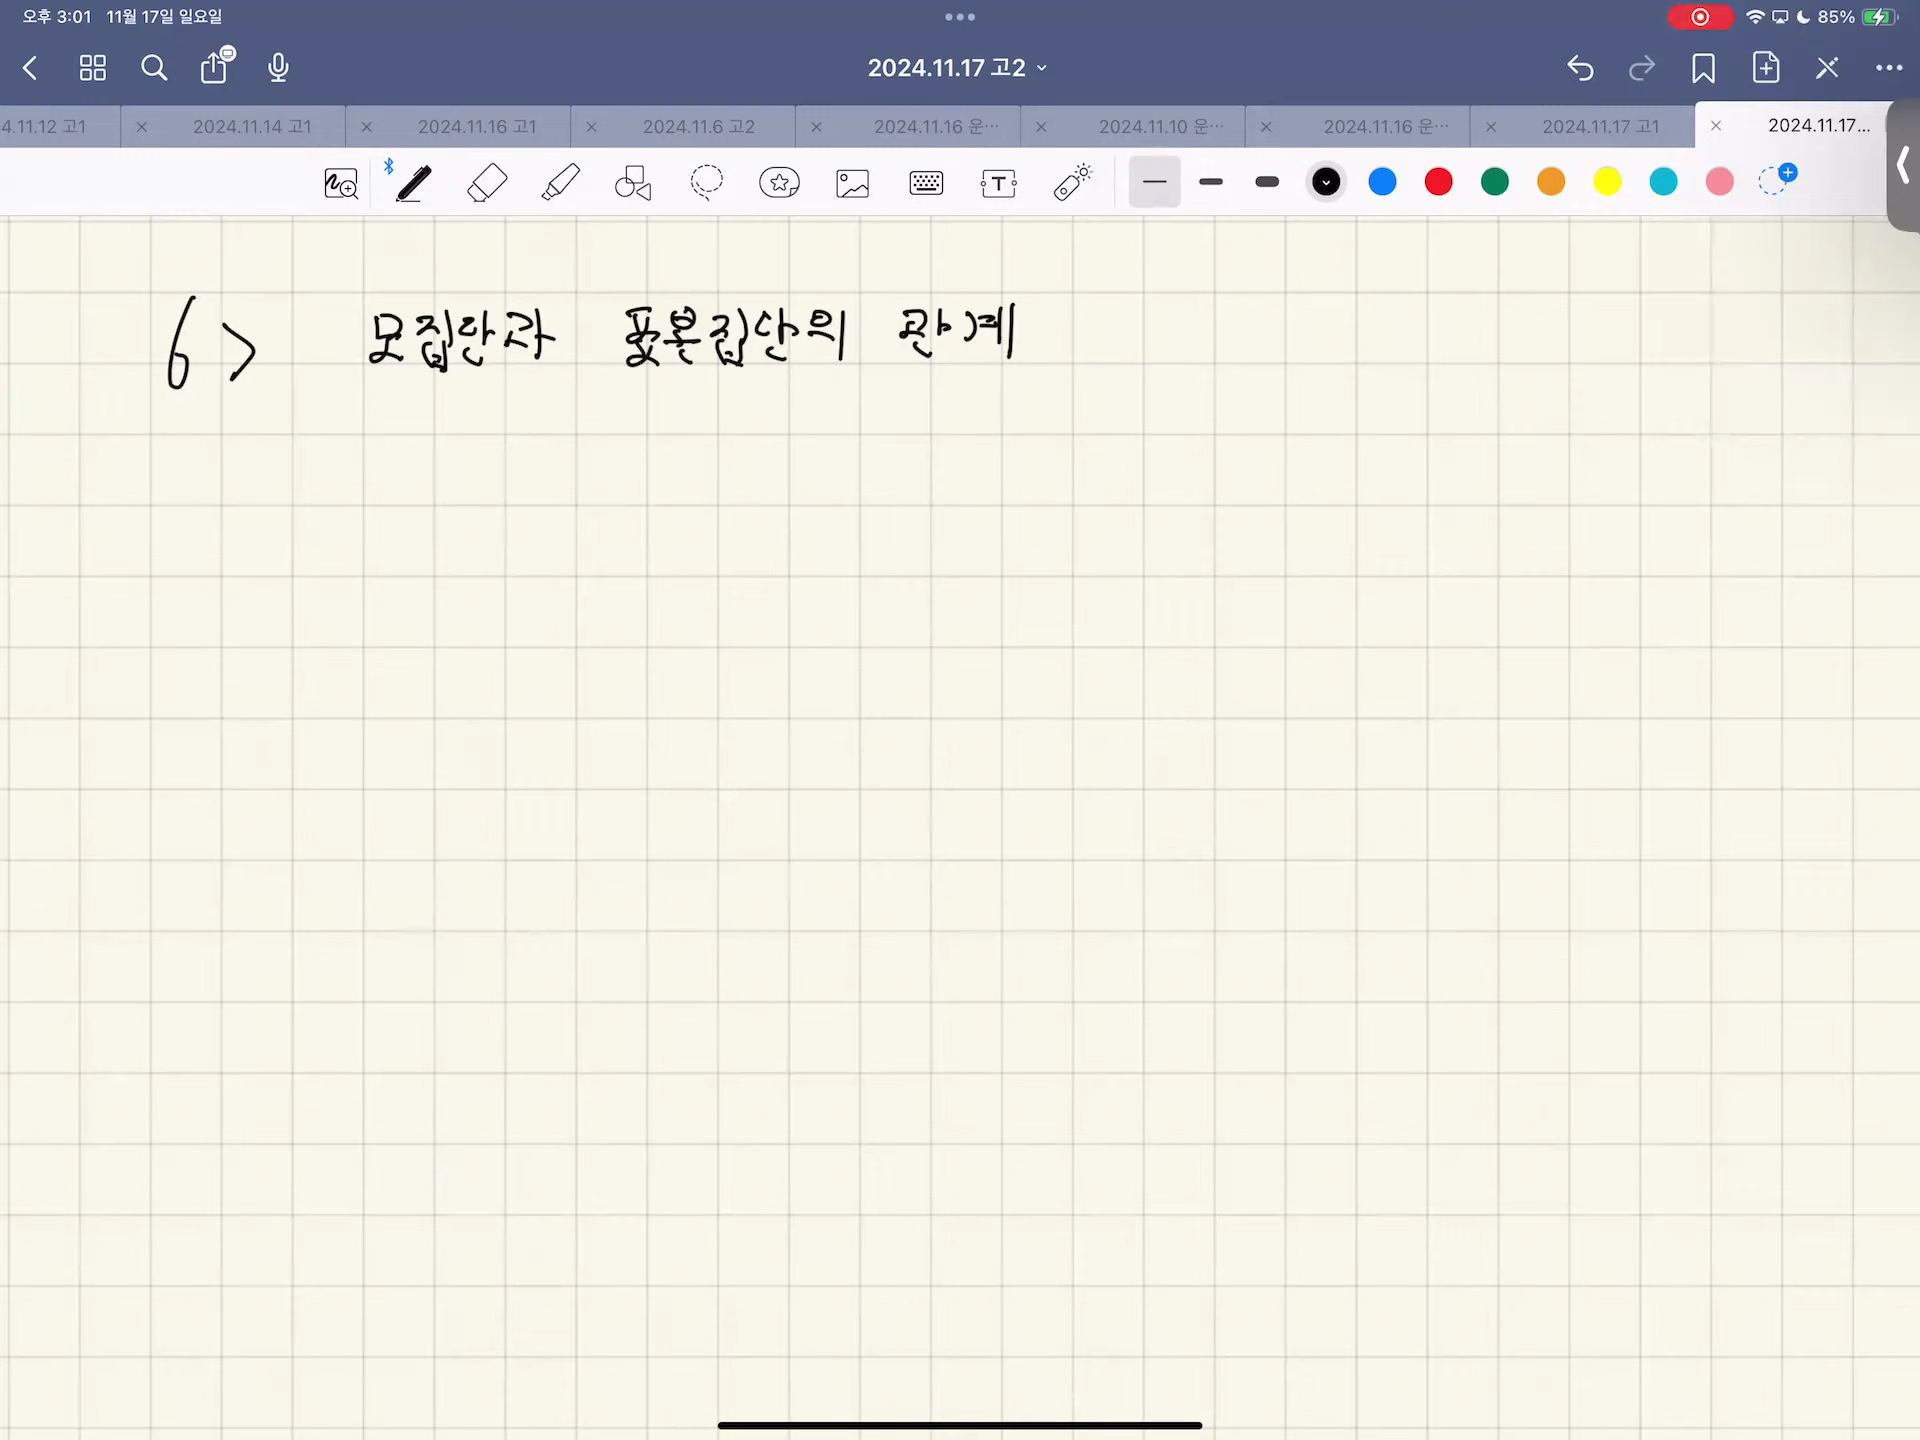 오후 3:01 11월 17일 일요일
85%
2024.11.17 고2
4.11.12 고1
2024.11.14 고1
2024.11.16 고1
2024.11.6 고2
2024.11.16 운…
2024.11.10 운…
2024.11.16 운…
2024.11.17 고1
2024.11.17...
T
6> 모집단과 표본집단의 관계